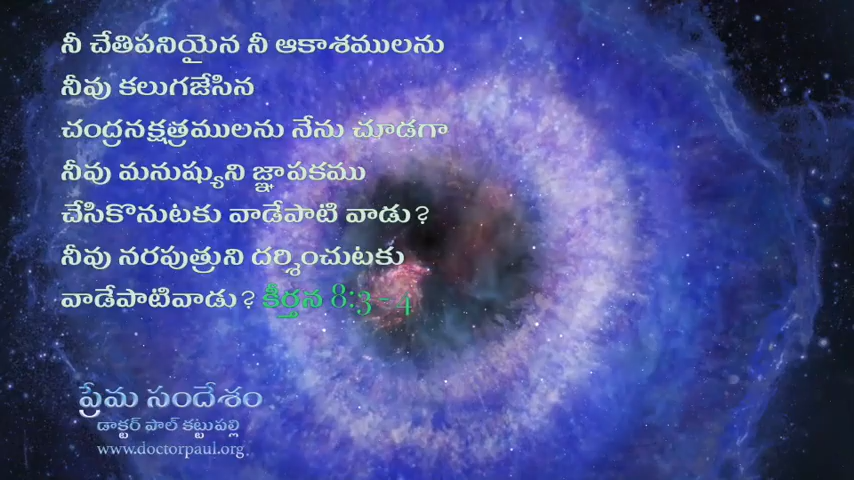 నీ చేతిపనియైన నీ ఆకాశములను
నీవు కలుగజేసిన
చంద్రనక్షత్రములను నేను చూడగా
నీవు మనుష్యుని జ్ఞాపకము
చేసికొనుటకు వాడేపాటి వాడు?
నీవు నరపుత్రుని దర్శించుటకు
వాడేపాటివాడు? కీర్తన 8:3 - 4
ప్రేమ సందేశం
డాక్టర్ పాల్ కట్టుపల్లి
www.doctorpaul.org